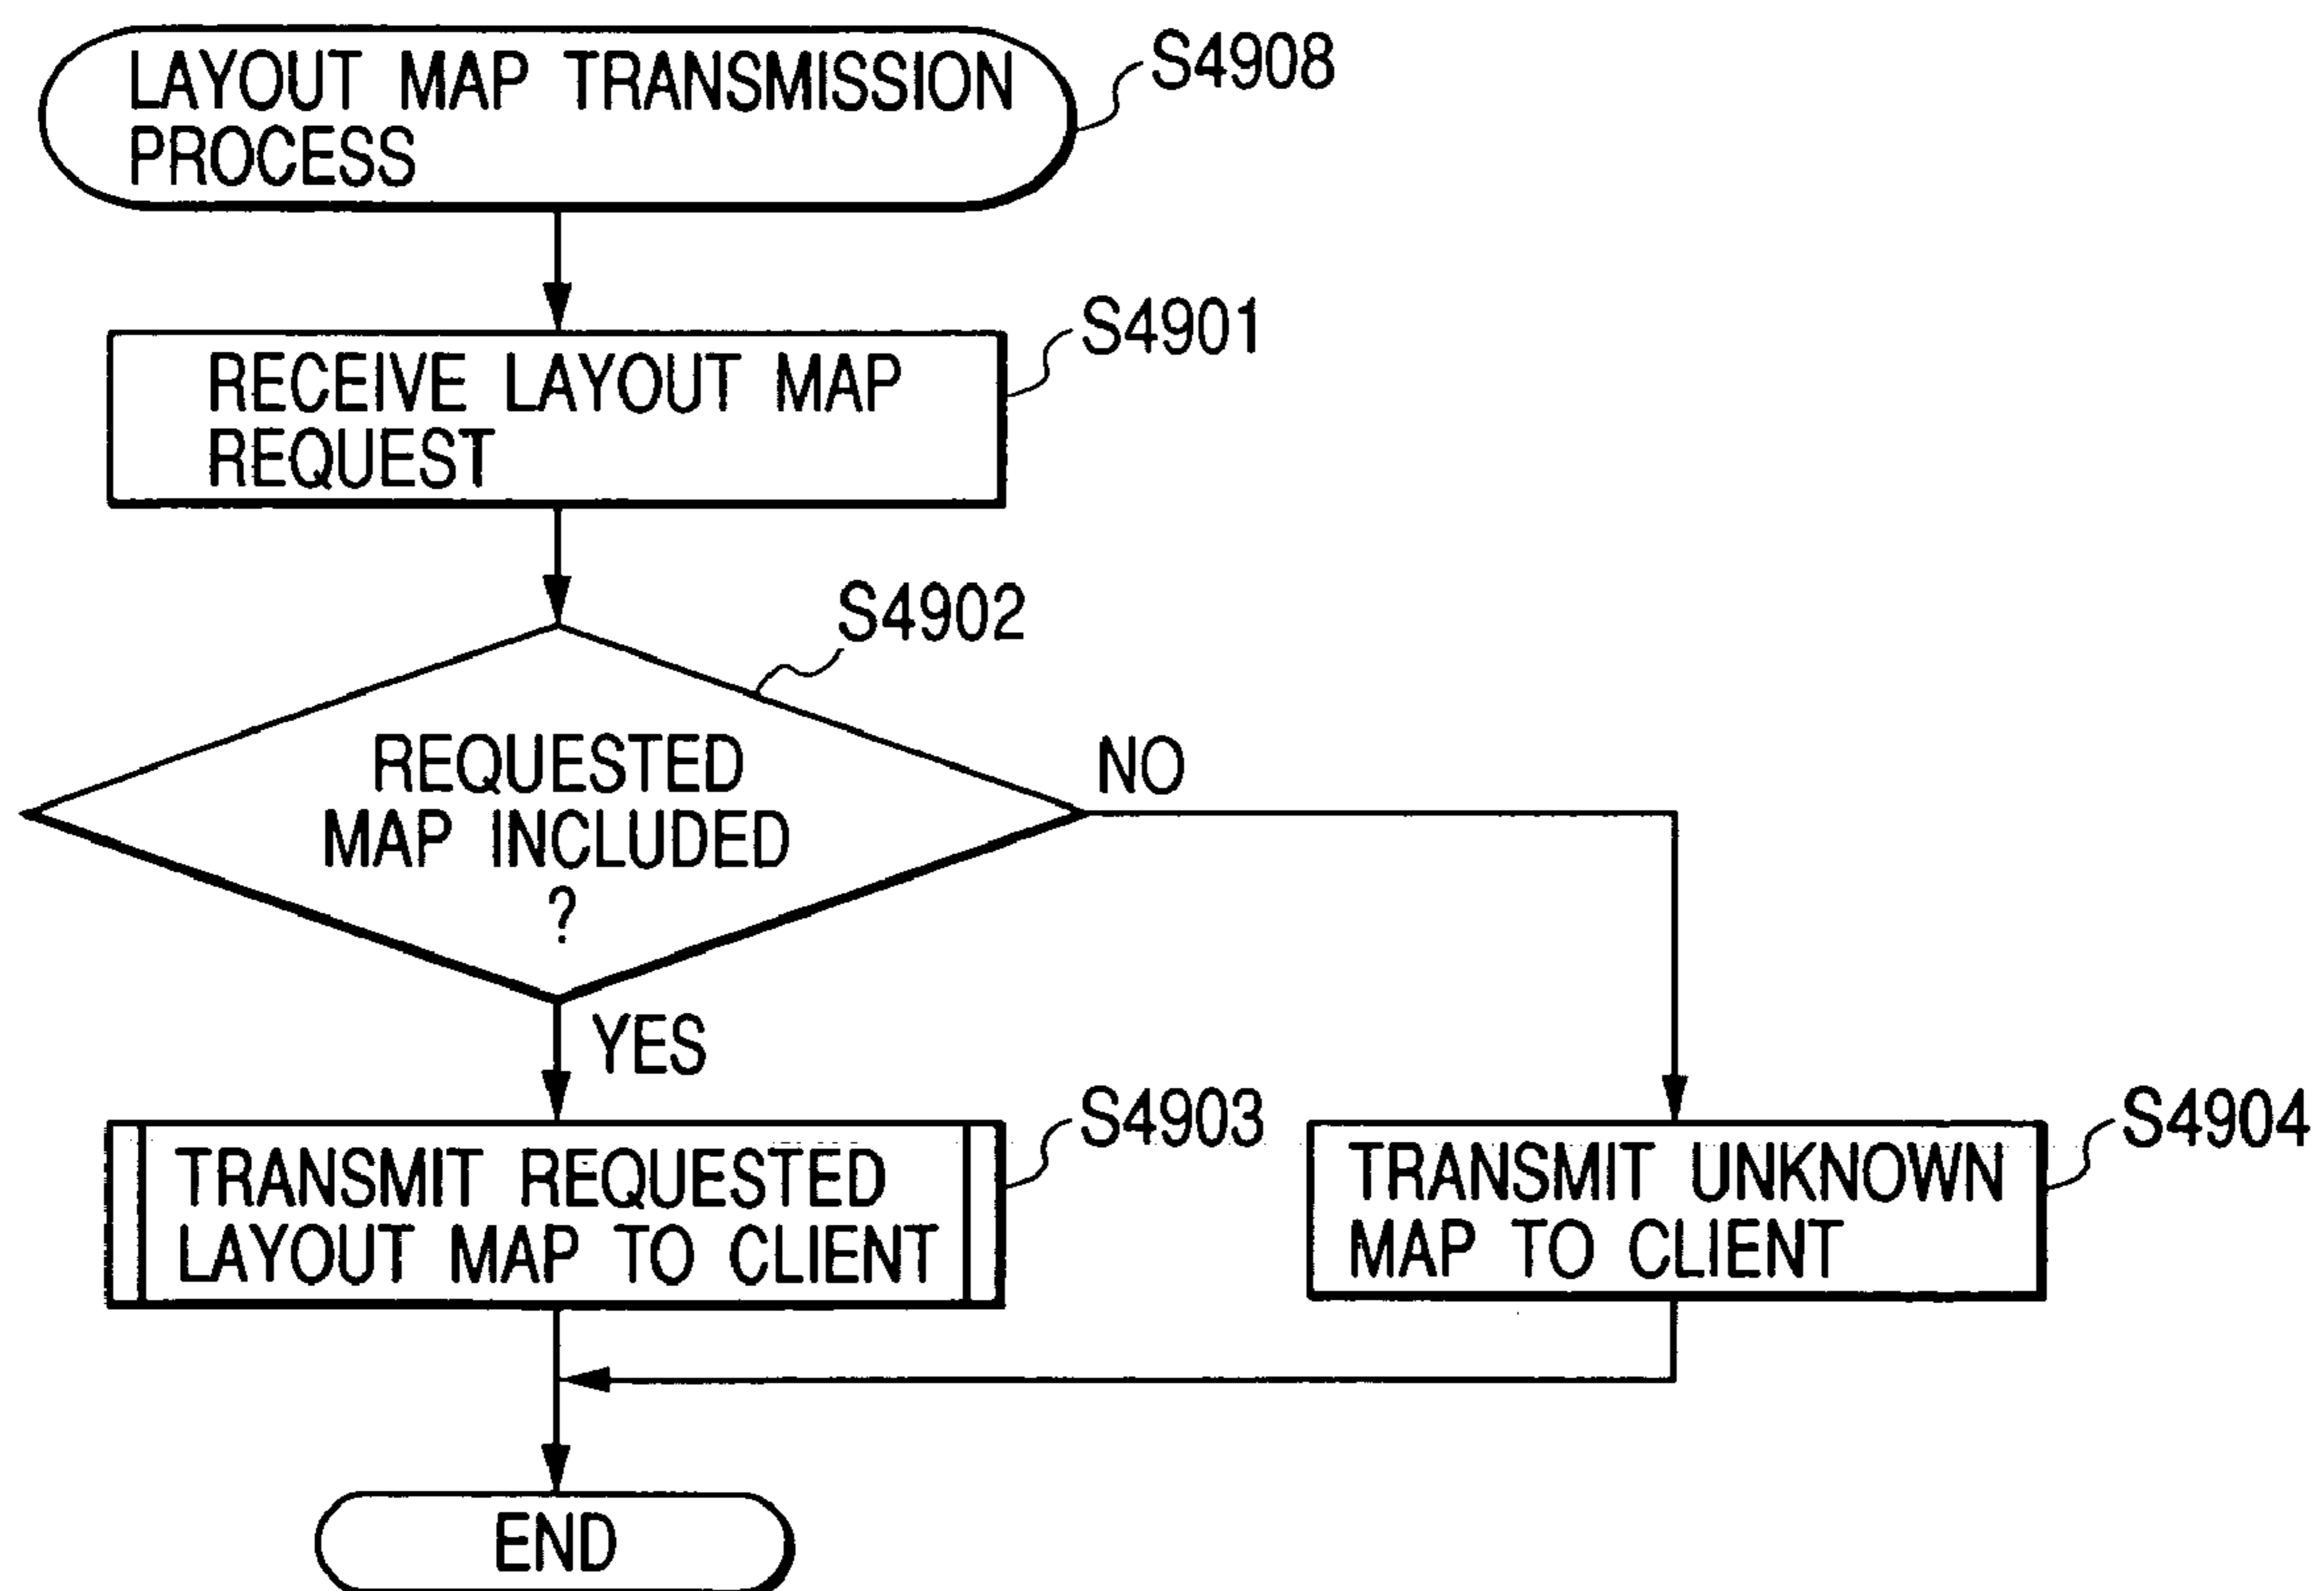 LAYOUT MAP TRANSMISSION
PROCESS
S4908
RECEIVE LAYOUT MAP
REQUEST
S4901
S4902
REQUESTED
MAP INCLUDED
?
NO
YES
TRANSMIT REQUESTED
LAYOUT MAP TO CLIENT
S4903
TRANSMIT UNKNOWN
MAP TO CLIENT
S4904
END